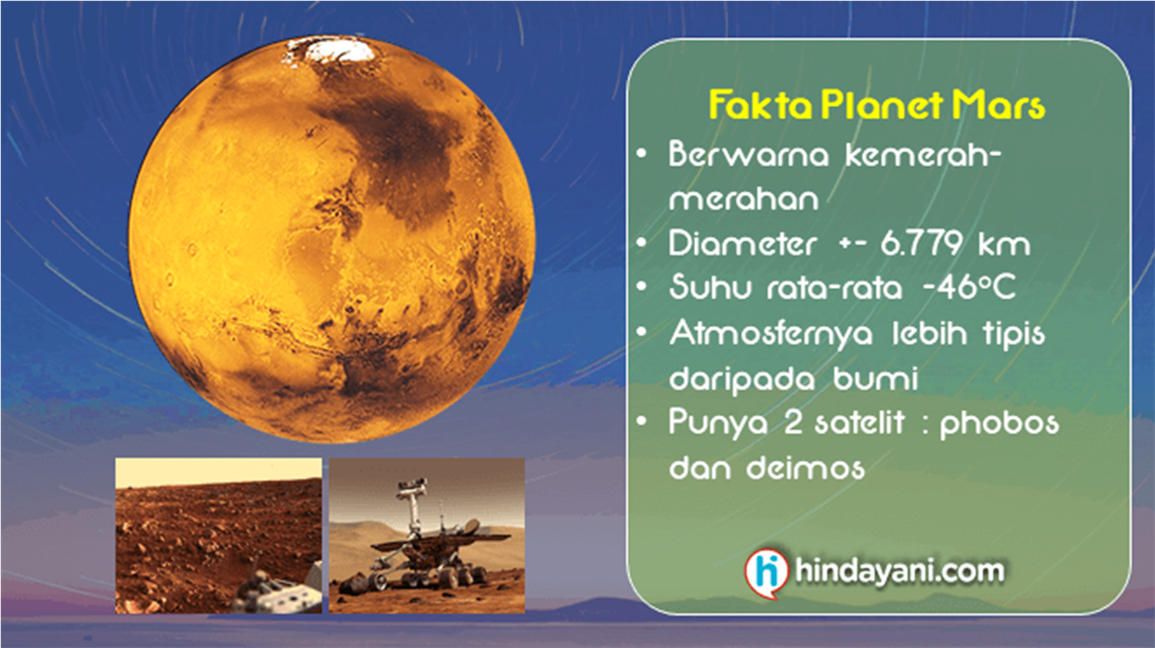 Fakta Planet Mars
• Berwarna kemerah-
merahan
• Diameter +- 6.779 km
• Suhu rata-rata -46°C
• Atmosfernya lebih tipis
daripada bumi
• Punya 2 satelit : phobos
dan deimos
hi hindayani.com